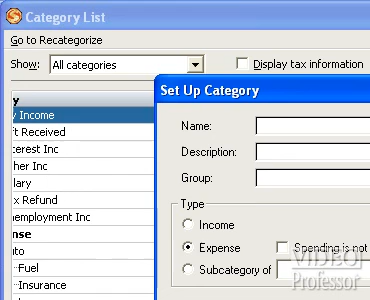 Category List
Go to Recategorize
Show: All categories Display tax information
y
y Income
ft Received
terest Inc
her Inc
lary
x Refund
employment Inc
ense
uto
Fuel
Insurance
Set Up Category
Name:
Description:
Group:
Type
Income
Expense Spending is not
Subcategory of
VIDEO
Professor